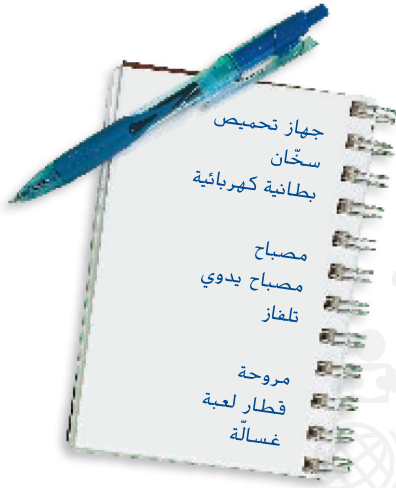 جهاز تحميص
سخّان
بطانية كهربائية
مصباح
مصباح يدوي
تلفاز
مروحة
قطار لعبة
غسالّة